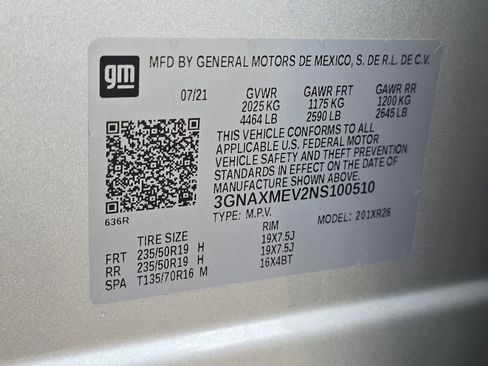 gm
MFD BY GENERAL MOTORS DE MEXICO, S. DE R.L. DE C.V.
07/21 GVWR GAWR FRT GAWR RR
2025 KG 1175 KG 1200 KG
4464 LB 2590 LB 2645 LB
THIS VEHICLE CONFORMS TO ALL
APPLICABLE U.S. FEDERAL MOTOR
VEHICLE SAFETY AND THEFT PREVENTION
STANDARDS IN EFFECT ON THE DATE OF
MANUFACTURE SHOWN ABOVE.
3GNAXMEV2NS100510
636R TYPE: M.P.V. MODEL: 201XR26
TIRE SIZE RIM
FRT 235/50R19 H 19X7.5J
RR 235/50R19 H 19X7.5J
SPA T135/70R16 M 16X4BT